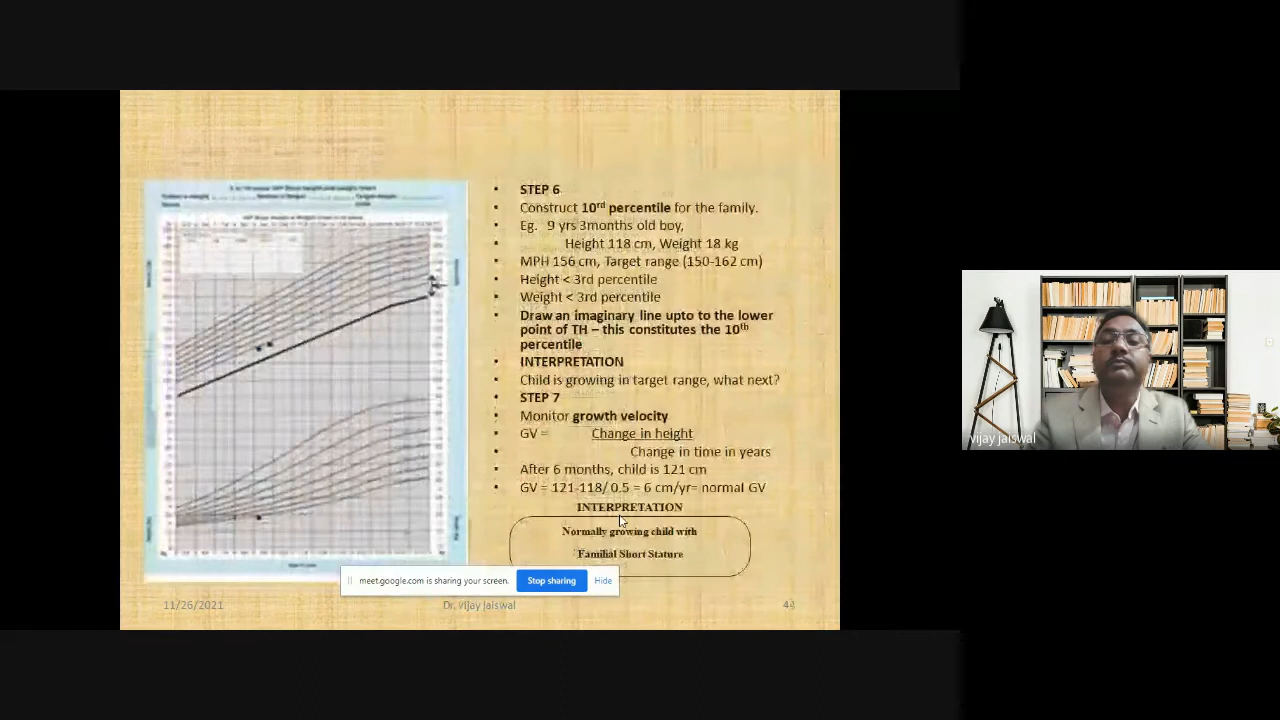 STEP 6
Construct 10rd percentile for the family.
Eg. 9 yrs 3months old boy,
Height 118 cm, Weight 18 kg
MPH 156 cm, Target range (150-162 cm)
Height < 3rd percentile
Weight < 3rd percentile
Draw an imaginary line upto to the lower
point of TH – this constitutes the 10th
percentile
INTERPRETATION
Child is growing in target range, what next?
STEP 7
Monitor growth velocity
GV = Change in height
Change in time in years
After 6 months, child is 121 cm
GV = 121-118/ 0.5 = 6 cm/yr= normal GV
INTERPRETATION
Normally growing child with
Familial Short Stature
meet.google.com is sharing your screen.
Stop sharing
Hide
11/26/2021
Dr. vijay jaiswal
44
vijay jaiswal